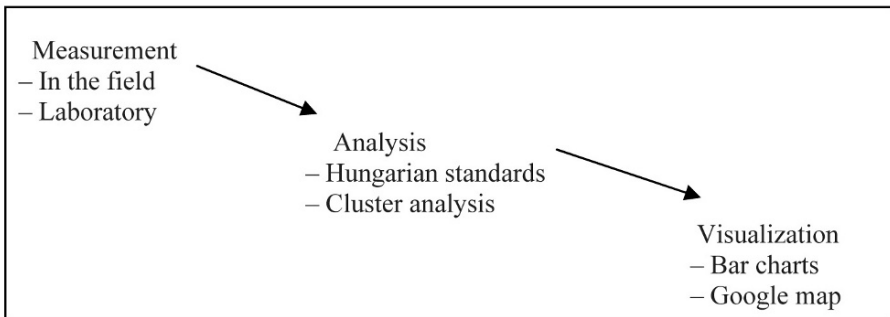 Measurement
– In the field
– Laboratory
Analysis
– Hungarian standards
– Cluster analysis
Visualization
– Bar charts
– Google map